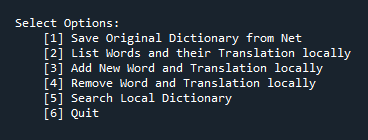 Select Options:
[1] Save Original Dictionary from Net
[2] List Words and their Translation locally
[3] Add New Word and Translation locally
[4] Remove Word and Translation locally
[5] Search Local Dictionary
[6] Quit